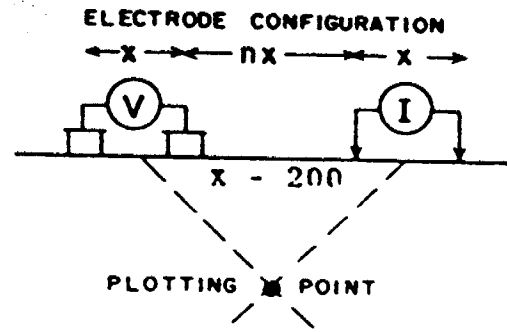 ELECTRODE CONFIGURATION
x nx x
V I
x - 200
PLOTTING POINT